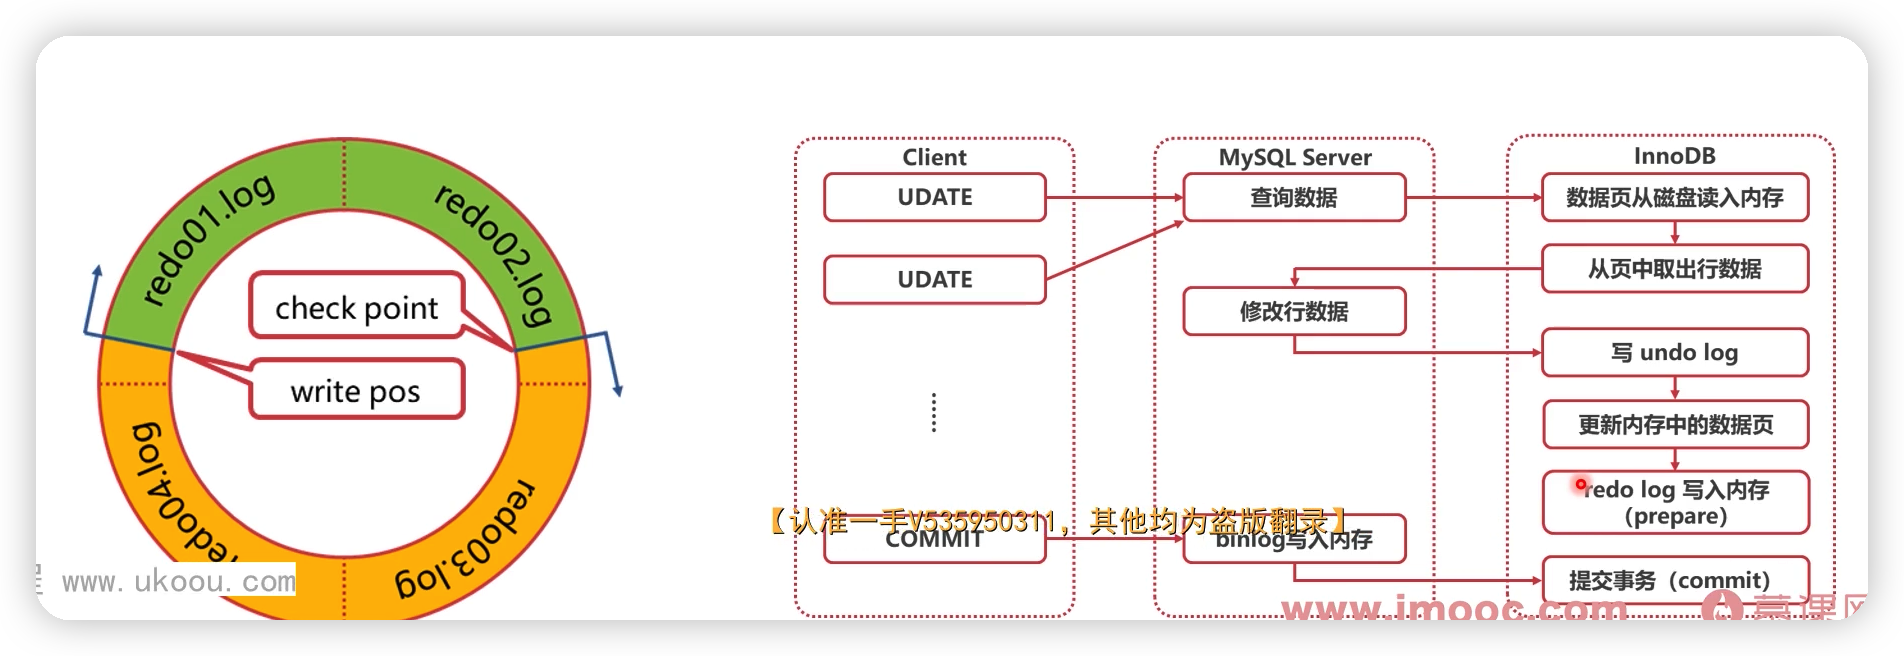 redo01.log
redo02.log
check point
write pos
redo04.log
redo03.log
www.ukoou.com
Client
UDATE
UDATE
COMMIT
MySQL Server
查询数据
修改行数据
binlog写入内存
InnoDB
数据页从磁盘读入内存
从页中取出行数据
写 undo log
更新内存中的数据页
redo log 写入内存
(prepare)
提交事务（commit）
【认准一手V535950311，其他均为盗版翻录】
www.imooc.com
慕课网